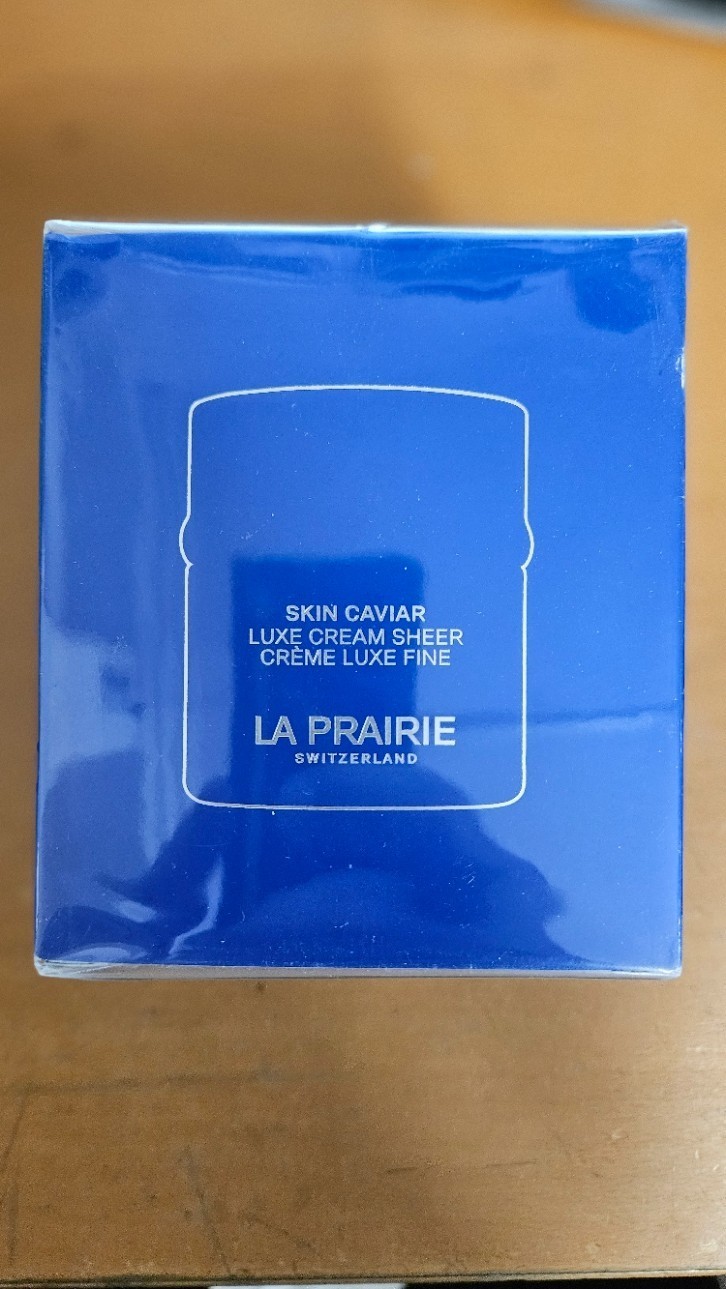 SKIN CAVIAR
LUXE CREAM SHEER
CRÈME LUXE FINE
LA PRAIRIE
SWITZERLAND